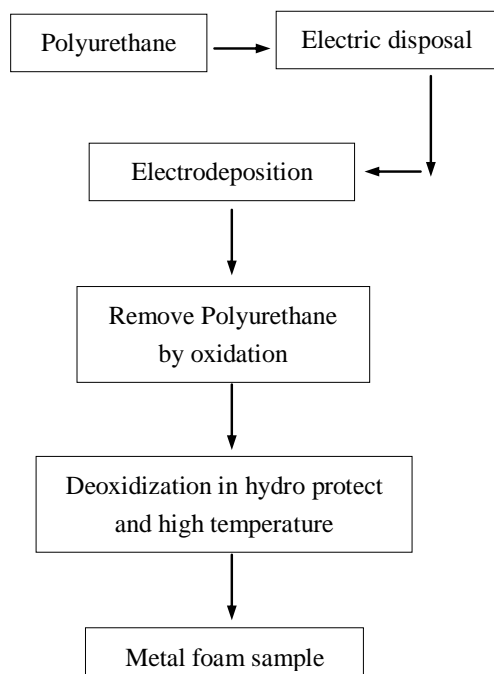 Polyurethane
Electric disposal
Electrodeposition
Remove Polyurethane
by oxidation
Deoxidization in hydro protect
and high temperature
Metal foam sample